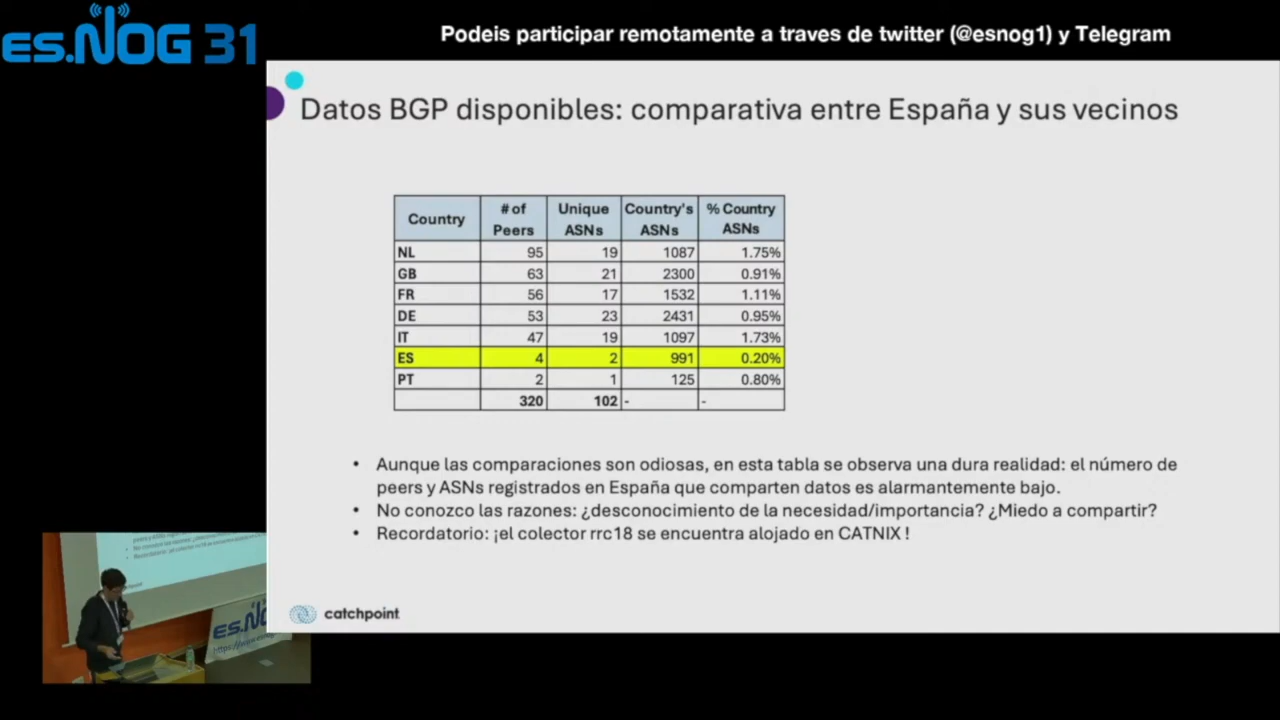 es.NOG 31
Podeis participar remotamente a traves de twitter (@esnog1) y Telegram
Datos BGP disponibles: comparativa entre España y sus vecinos
Country # of Peers Unique ASNs Country's ASNs % Country ASNs
NL 95 19 1087 1.75%
GB 63 21 2300 0.91%
FR 56 17 1532 1.11%
DE 53 23 2431 0.95%
IT 47 19 1097 1.73%
ES 4 2 991 0.20%
PT 2 1 125 0.80%
320 102 - -
• Aunque las comparaciones son odiosas, en esta tabla se observa una dura realidad: el número de
peers y ASNs registrados en España que comparten datos es alarmantemente bajo.
• No conozco las razones: ¿desconocimiento de la necesidad/importancia? ¿Miedo a compartir?
• Recordatorio: ¡el colector rrc18 se encuentra alojado en CATNIX !
catchpoint
es.NO